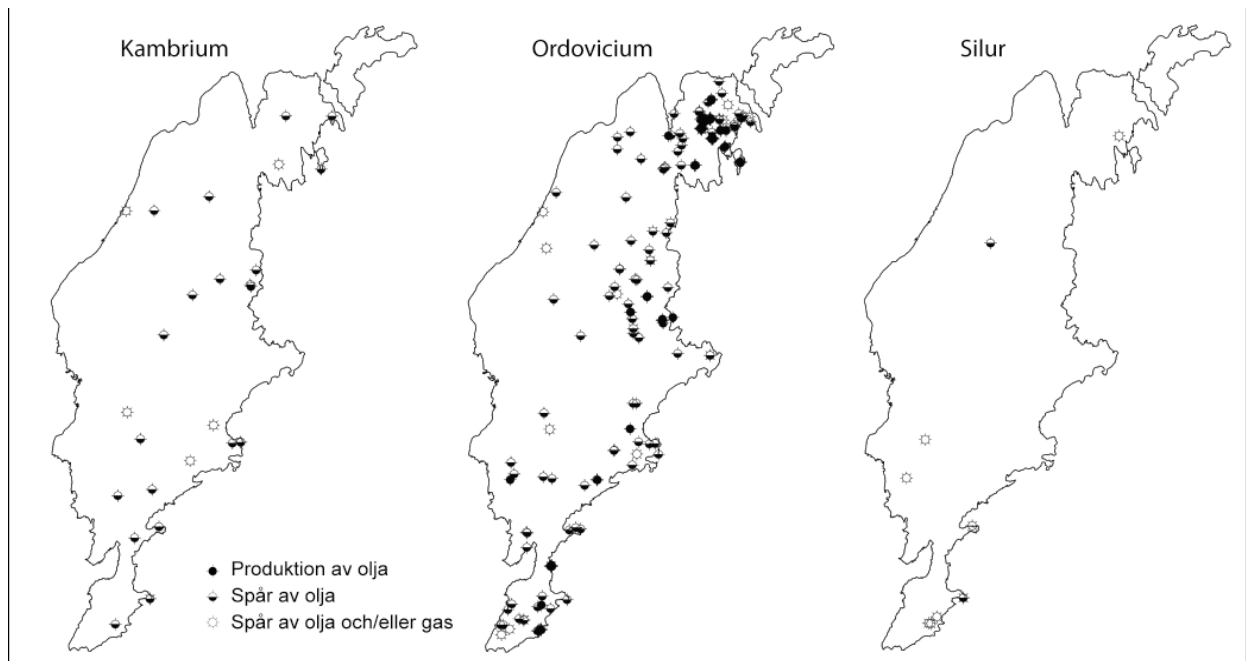 Kambrium
Ordovicium
Silur
Produktion av olja
Spår av olja
Spår av olja och/eller gas